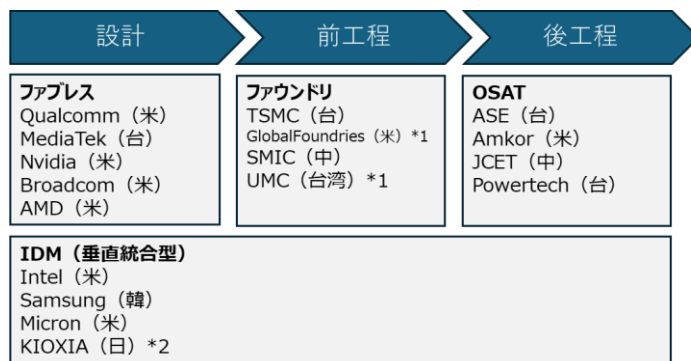 設計
前工程
後工程
ファブレス
Qualcomm（米）
MediaTek（台）
Nvidia（米）
Broadcom（米）
AMD（米）
ファウンドリ
TSMC（台）
GlobalFoundries（米）*1
SMIC（中）
UMC（台湾）*1
OSAT
ASE（台）
Amkor（米）
JCET（中）
Powertech（台）
IDM（垂直統合型）
Intel（米）
Samsung（韓）
Micron（米）
KIOXIA（日）*2